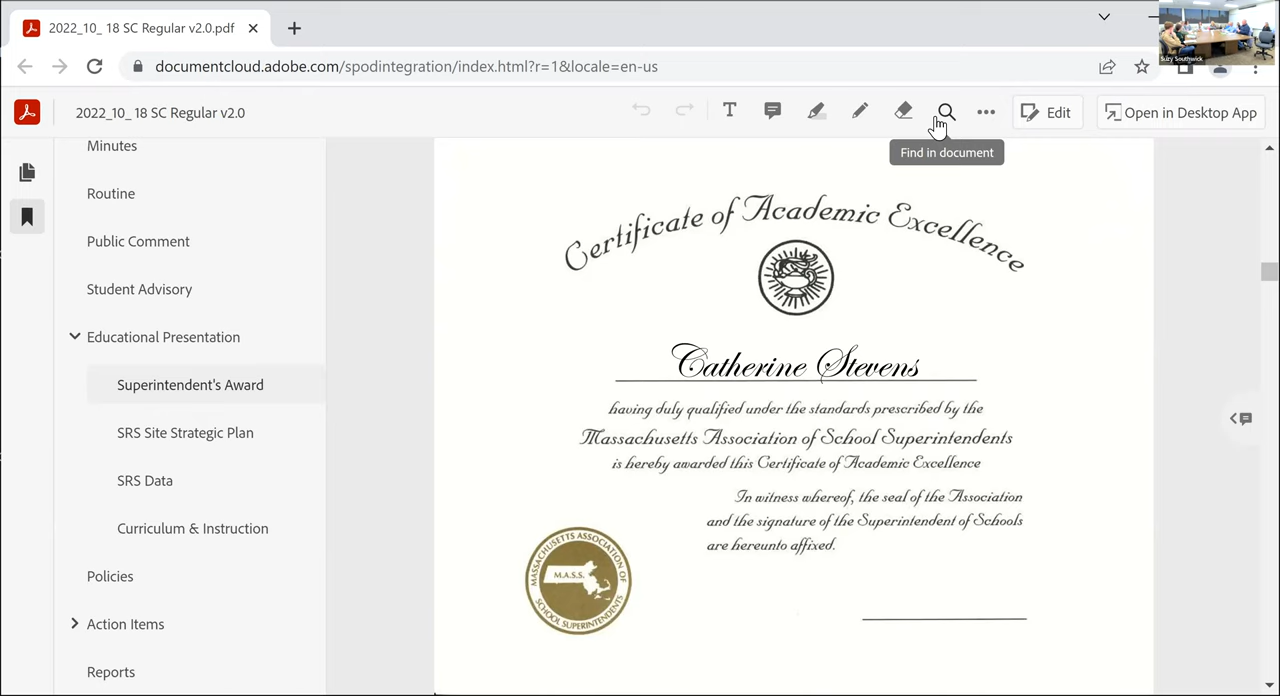 2022_10_ 18 SC Regular v2.0.pdf
Suzy Southwick
documentcloud.adobe.com/spodintegration/index.html?r=1&locale=en-us
2022_10_ 18 SC Regular v2.0
T
Edit
Open in Desktop App
Find in document
Minutes
Routine
Public Comment
Student Advisory
Educational Presentation
Superintendent's Award
SRS Site Strategic Plan
SRS Data
Curriculum & Instruction
Policies
Action Items
Reports
Certificate of Academic Excellence
Catherine Stevens
having duly qualified under the standards prescribed by the
Massachusetts Association of School Superintendents
is hereby awarded this Certificate of Academic Excellence
In witness whereof, the seal of the Association
and the signature of the Superintendent of Schools
are hereunto affixed.
MASSACHUSETTS ASSOCIATION OF
M.A.S.S.
SCHOOL SUPERINTENDENTS